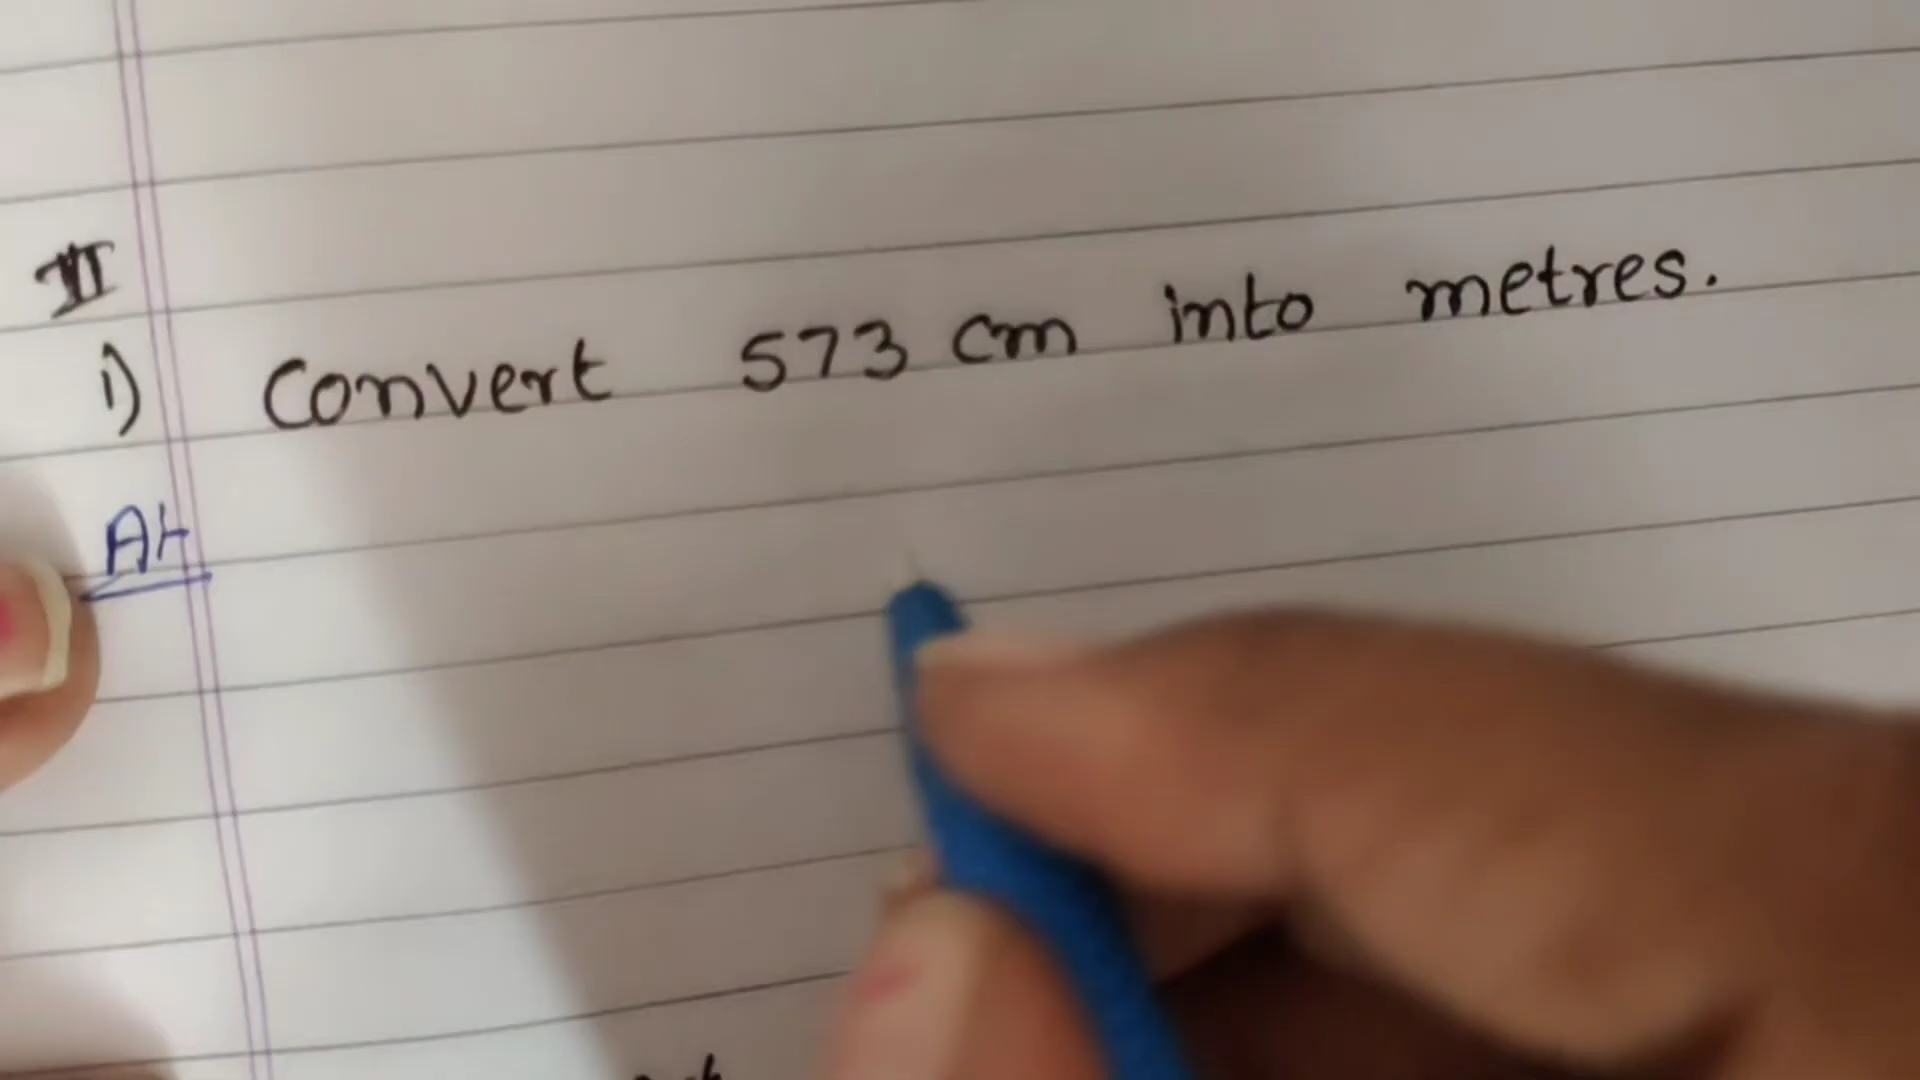 II
i) Convert 573 cm into metres.
A:-